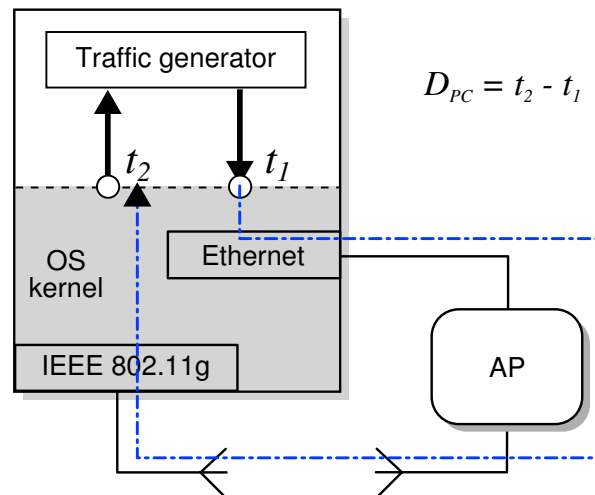 Traffic generator
D_PC = t_2 - t_1
t_2
t_1
Ethernet
OS
kernel
IEEE 802.11g
AP